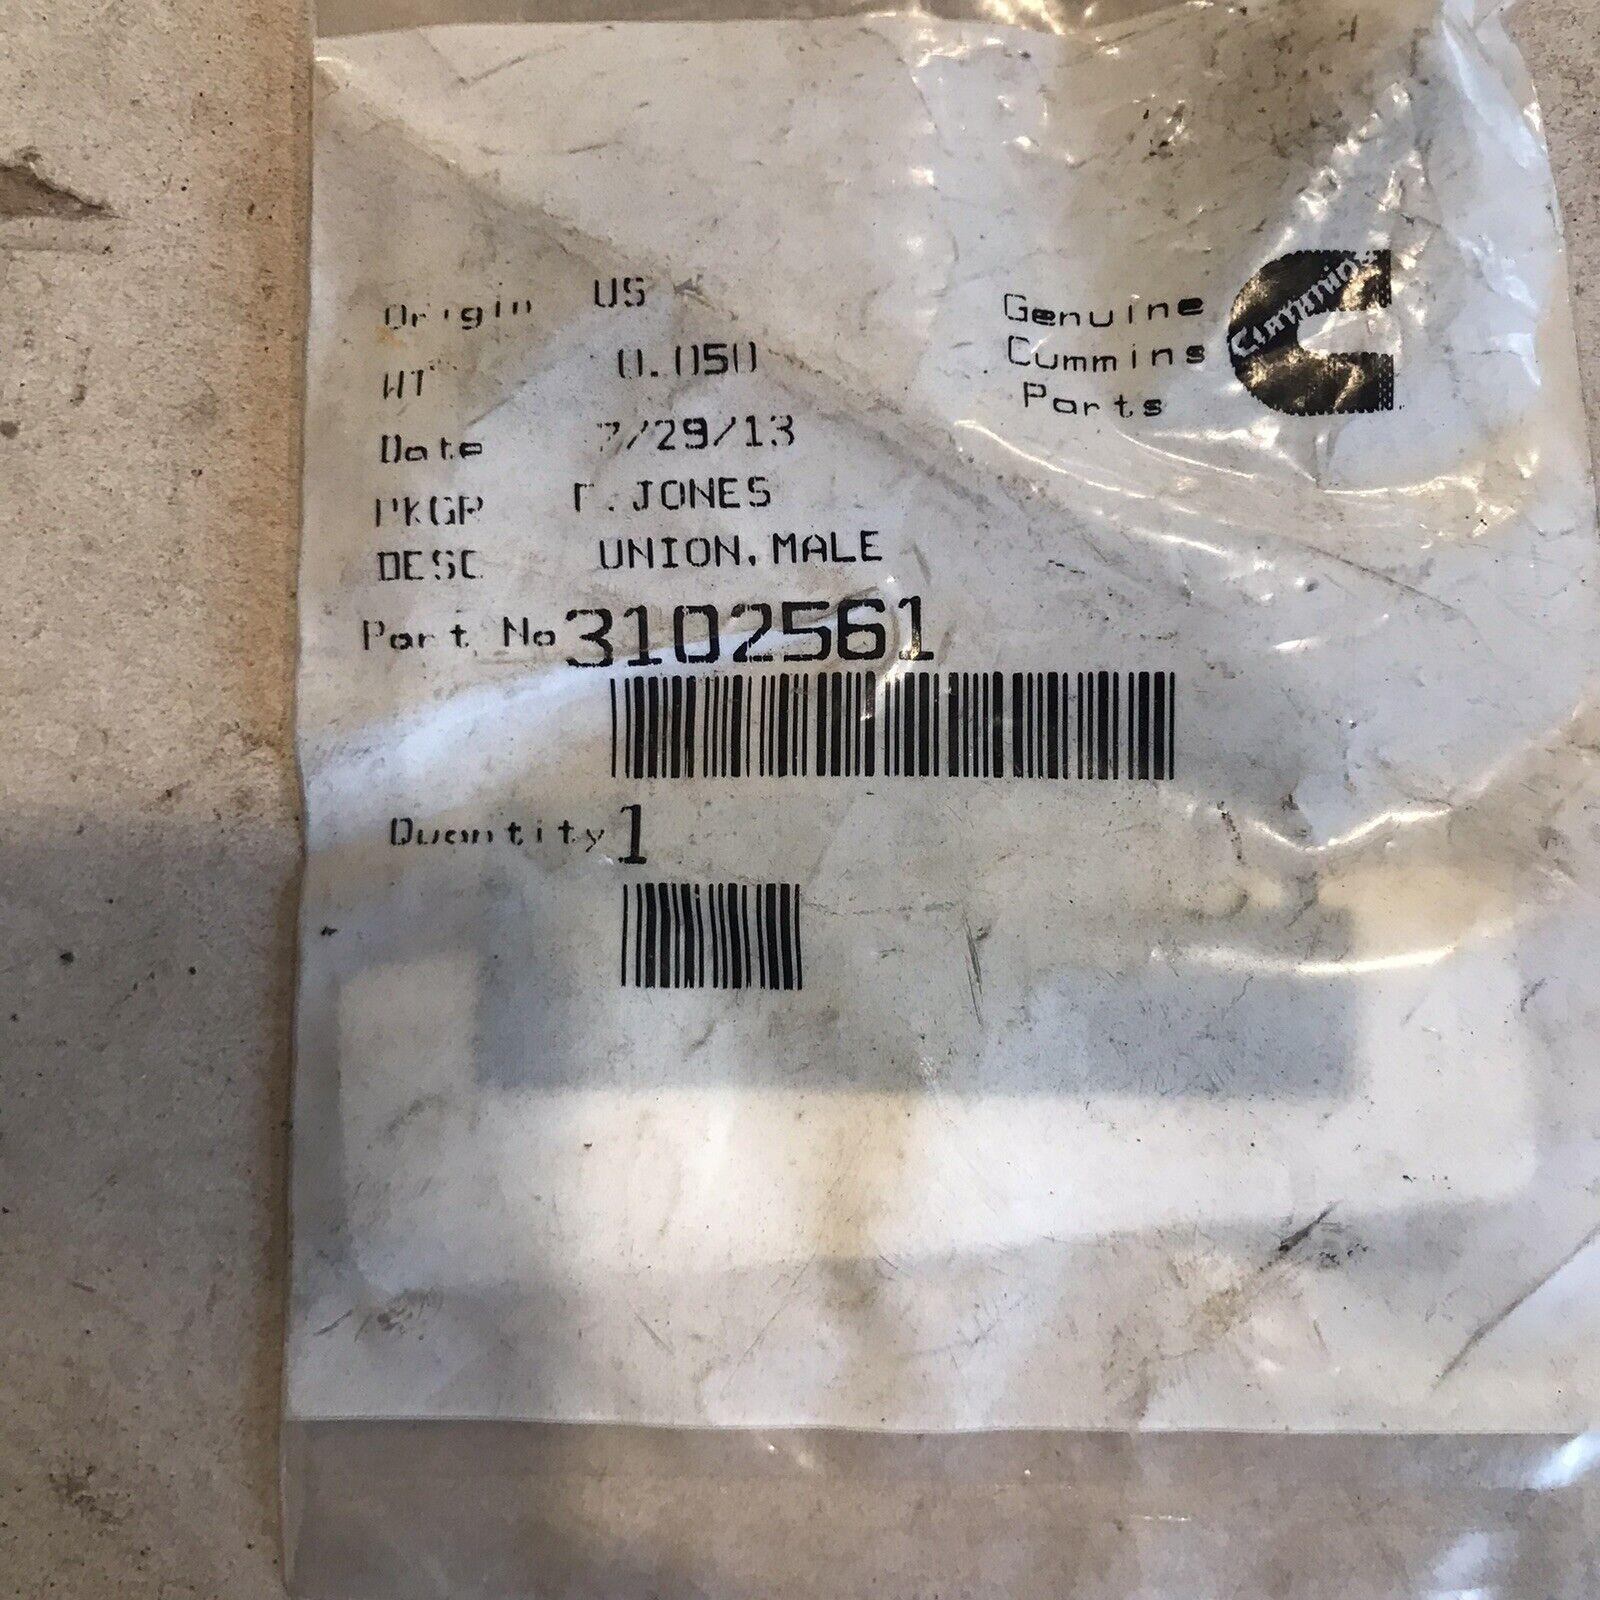 Origin US
WT 0.050
Date 7/29/13
PKGR .JONES
DESC UNION,MALE
Part No 3102561
Quantity 1
Genuine
Cummins
Parts
Cummins